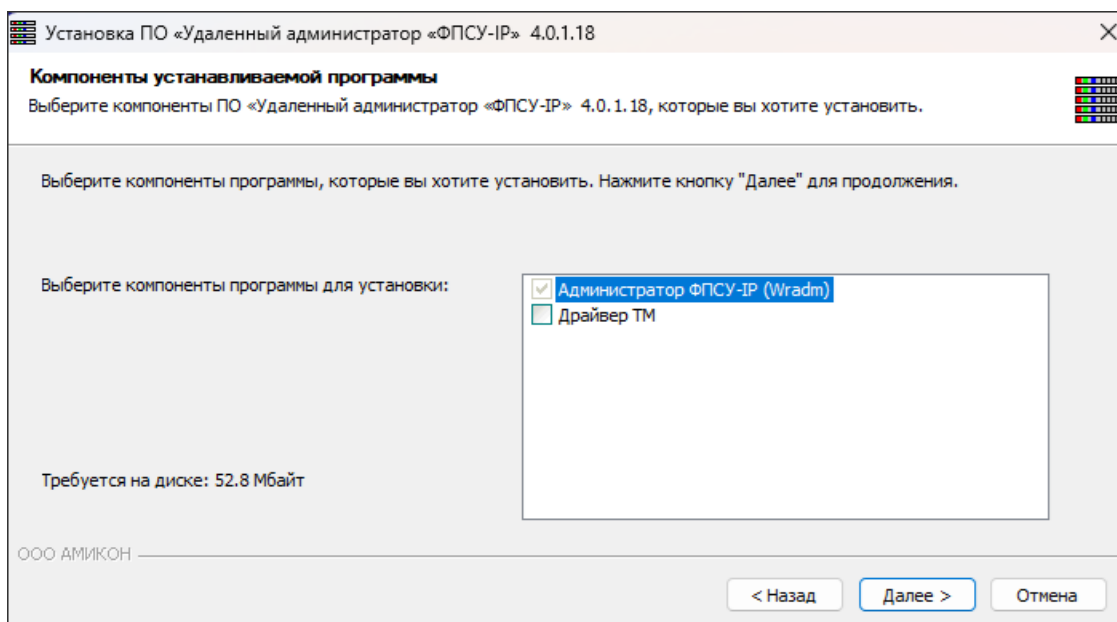 Установка ПО «Удаленный администратор «ФПСУ-IP» 4.0.1.18
Компоненты устанавливаемой программы
Выберите компоненты ПО «Удаленный администратор «ФПСУ-IP» 4.0.1.18, которые вы хотите установить.
Выберите компоненты программы, которые вы хотите установить. Нажмите кнопку "Далее" для продолжения.
Выберите компоненты программы для установки:
Администратор ФПСУ-IP (Wradm)
Драйвер ТМ
Требуется на диске: 52.8 Мбайт
ООО АМИКОН
< Назад
Далее >
Отмена